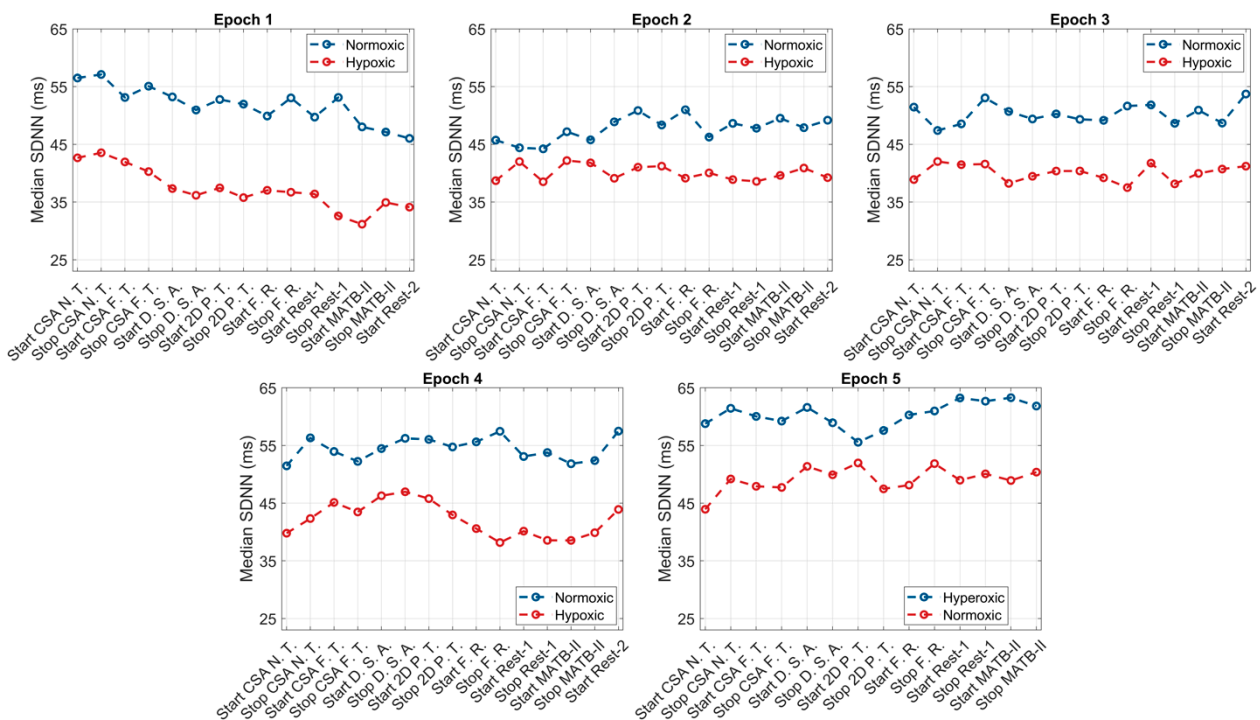 Epoch 1
Median SDNN (ms)
65
55
45
35
25
Normoxic
Hypoxic
Start CSA N. T.
Stop CSA N. T.
Start CSA F. T.
Stop CSA F. T.
Start D. S. A.
Stop D. S. A.
Start 2D P. T.
Stop 2D P. T.
Start F. R.
Stop F. R.
Start Rest-1
Stop Rest-1
Start MATB-II
Stop MATB-II
Start Rest-2
Epoch 2
Median SDNN (ms)
65
55
45
35
25
Normoxic
Hypoxic
Start CSA N. T.
Stop CSA N. T.
Start CSA F. T.
Stop CSA F. T.
Start D. S. A.
Stop D. S. A.
Start 2D P. T.
Stop 2D P. T.
Start F. R.
Stop F. R.
Start Rest-1
Stop Rest-1
Start MATB-II
Stop MATB-II
Start Rest-2
Epoch 3
Median SDNN (ms)
65
55
45
35
25
Normoxic
Hypoxic
Start CSA N. T.
Stop CSA N. T.
Start CSA F. T.
Stop CSA F. T.
Start D. S. A.
Stop D. S. A.
Start 2D P. T.
Stop 2D P. T.
Start F. R.
Stop F. R.
Start Rest-1
Stop Rest-1
Start MATB-II
Stop MATB-II
Start Rest-2
Epoch 4
Median SDNN (ms)
65
55
45
35
25
Normoxic
Hypoxic
Start CSA N. T.
Stop CSA N. T.
Start CSA F. T.
Stop CSA F. T.
Start D. S. A.
Stop D. S. A.
Start 2D P. T.
Stop 2D P. T.
Start F. R.
Stop F. R.
Start Rest-1
Stop Rest-1
Start MATB-II
Stop MATB-II
Start Rest-2
Epoch 5
Median SDNN (ms)
65
55
45
35
25
Hyperoxic
Normoxic
Start CSA N. T.
Stop CSA N. T.
Start CSA F. T.
Stop CSA F. T.
Start D. S. A.
Stop D. S. A.
Start 2D P. T.
Stop 2D P. T.
Start F. R.
Stop F. R.
Start Rest-1
Stop Rest-1
Start MATB-II
Stop MATB-II